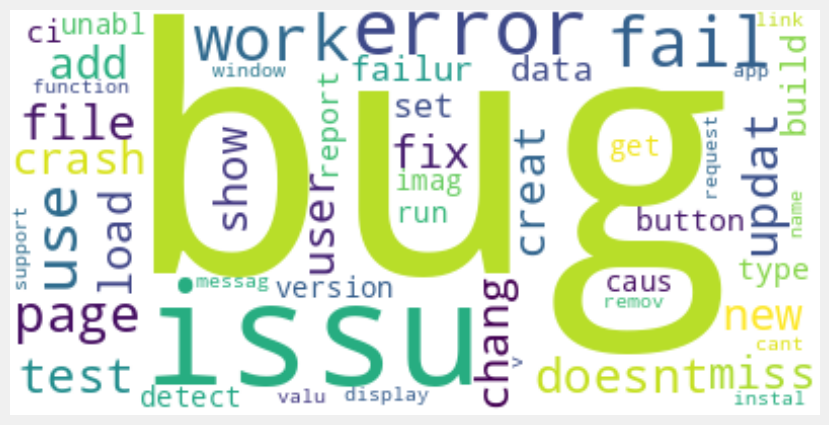 bug
issu
error
work
fail
ci
unabl
add
function
window
failur
data
link
app
build
file
crash
show
report
set
fix
imag
run
user
creat
get
request
updat
button
name
support
use
load
messag
version
caus
remov
type
page
chang
new
cant
test
detect
valu
display
v
doesnt
miss
instal